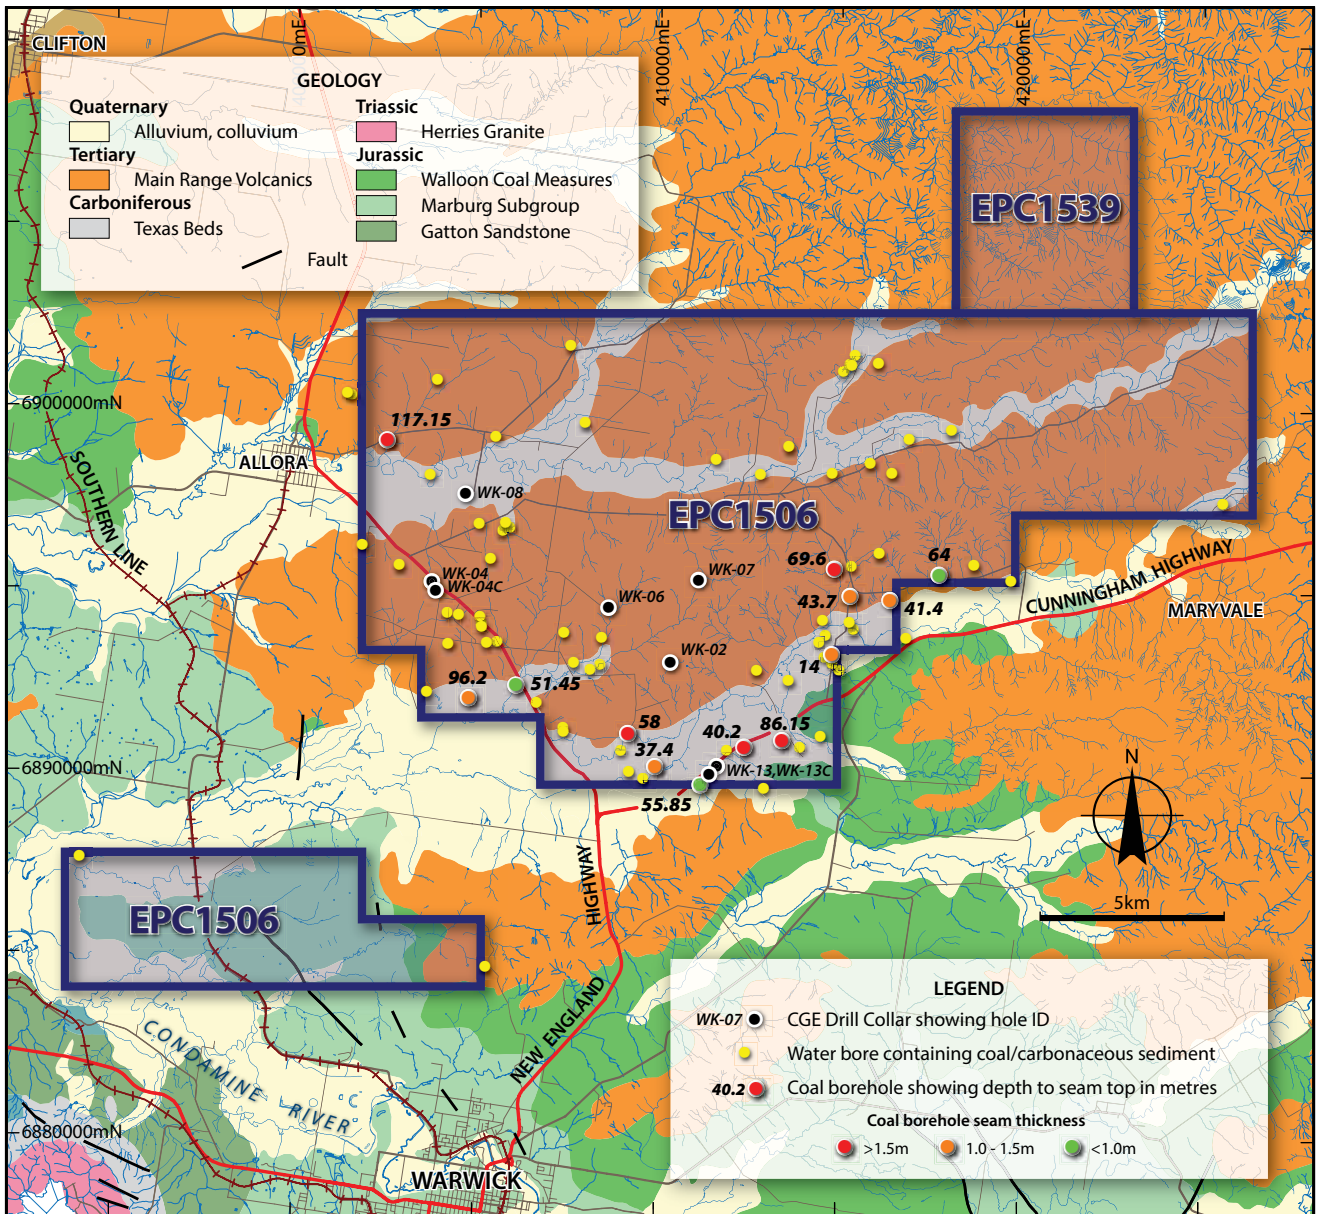 CLIFTON
410000mE
420000mE
GEOLOGY
Quaternary
Alluvium, colluvium
Tertiary
Main Range Volcanics
Carboniferous
Texas Beds
Triassic
Herries Granite
Jurassic
Walloon Coal Measures
Marburg Subgroup
Gatton Sandstone
Fault
EPC1539
6900000mN
117.15
ALLORA
SOUTHERN LINE
WK-08
EPC1506
WK-04
WK-04C
WK-07
WK-06
WK-02
69.6
64
43.7
41.4
14
CUNNINGHAM HIGHWAY
MARYVALE
96.2
51.45
58
37.4
40.2
86.15
WK-13,WK-13C
55.85
6890000mN
N
5km
EPC1506
NEW ENGLAND
HIGHWAY
CONDAMINE RIVER
6880000mN
WARWICK
LEGEND
WK-07 CGE Drill Collar showing hole ID
Water bore containing coal/carbonaceous sediment
40.2 Coal borehole showing depth to seam top in metres
Coal borehole seam thickness
>1.5m 1.0 - 1.5m <1.0m